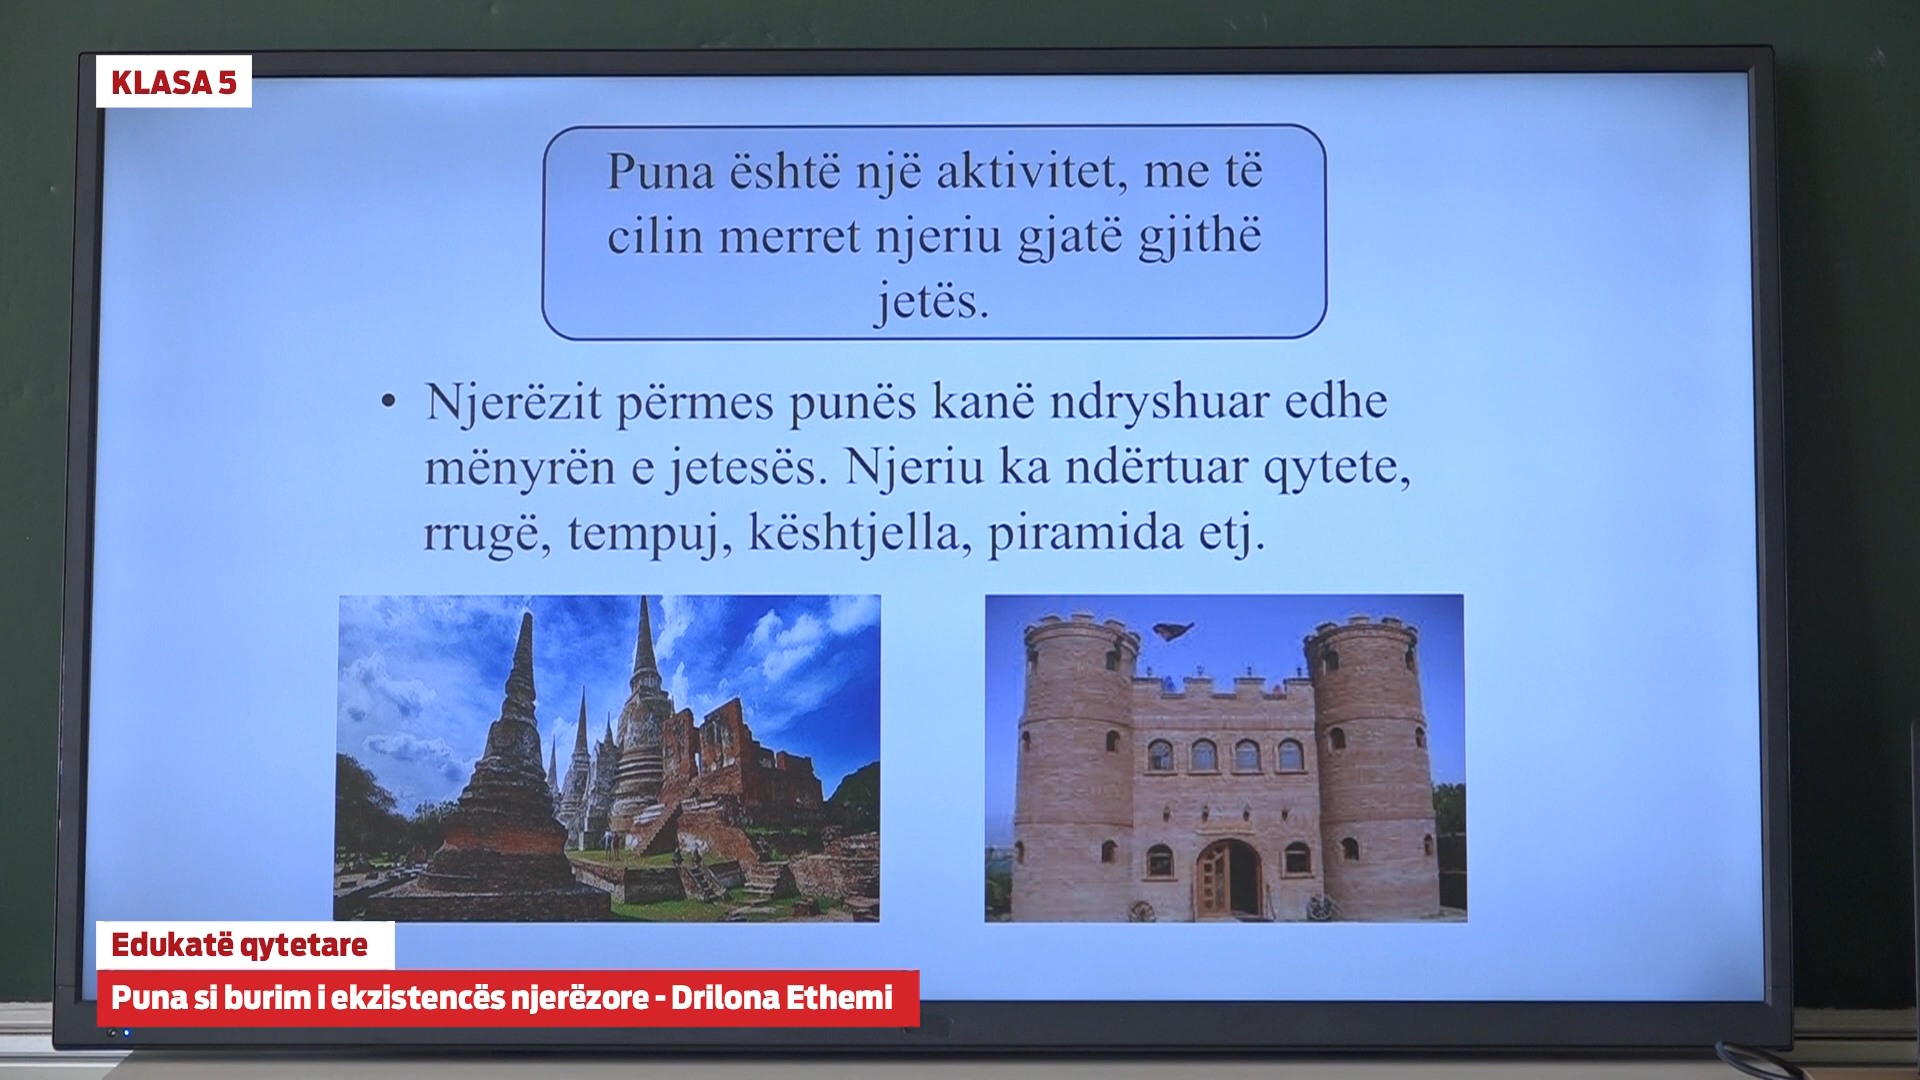 KLASA 5
Puna është një aktivitet, me të
cilin merret njeriu gjatë gjithë
jetës.
• Njerëzit përmes punës kanë ndryshuar edhe
mënyrën e jetesës. Njeriu ka ndërtuar qytete,
rrugë, tempuj, kështjella, piramida etj.
Edukatë qytetare
Puna si burim i ekzistencës njerëzore - Drilona Ethemi